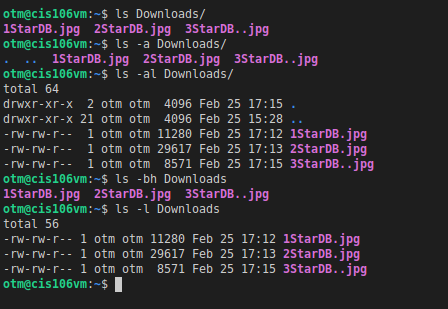 otm@cis106vm:~$ ls Downloads/
1StarDB.jpg  2StarDB.jpg  3StarDB..jpg
otm@cis106vm:~$ ls -a Downloads/
.  ..  1StarDB.jpg  2StarDB.jpg  3StarDB..jpg
otm@cis106vm:~$ ls -al Downloads/
total 64
drwxr-xr-x  2 otm otm  4096 Feb 25 17:15 .
drwxr-xr-x 21 otm otm  4096 Feb 25 15:28 ..
-rw-rw-r--  1 otm otm 11280 Feb 25 17:12 1StarDB.jpg
-rw-rw-r--  1 otm otm 29617 Feb 25 17:13 2StarDB.jpg
-rw-rw-r--  1 otm otm  8571 Feb 25 17:15 3StarDB..jpg
otm@cis106vm:~$ ls -bh Downloads
1StarDB.jpg  2StarDB.jpg  3StarDB..jpg
otm@cis106vm:~$ ls -l Downloads
total 56
-rw-rw-r-- 1 otm otm 11280 Feb 25 17:12 1StarDB.jpg
-rw-rw-r-- 1 otm otm 29617 Feb 25 17:13 2StarDB.jpg
-rw-rw-r-- 1 otm otm  8571 Feb 25 17:15 3StarDB..jpg
otm@cis106vm:~$